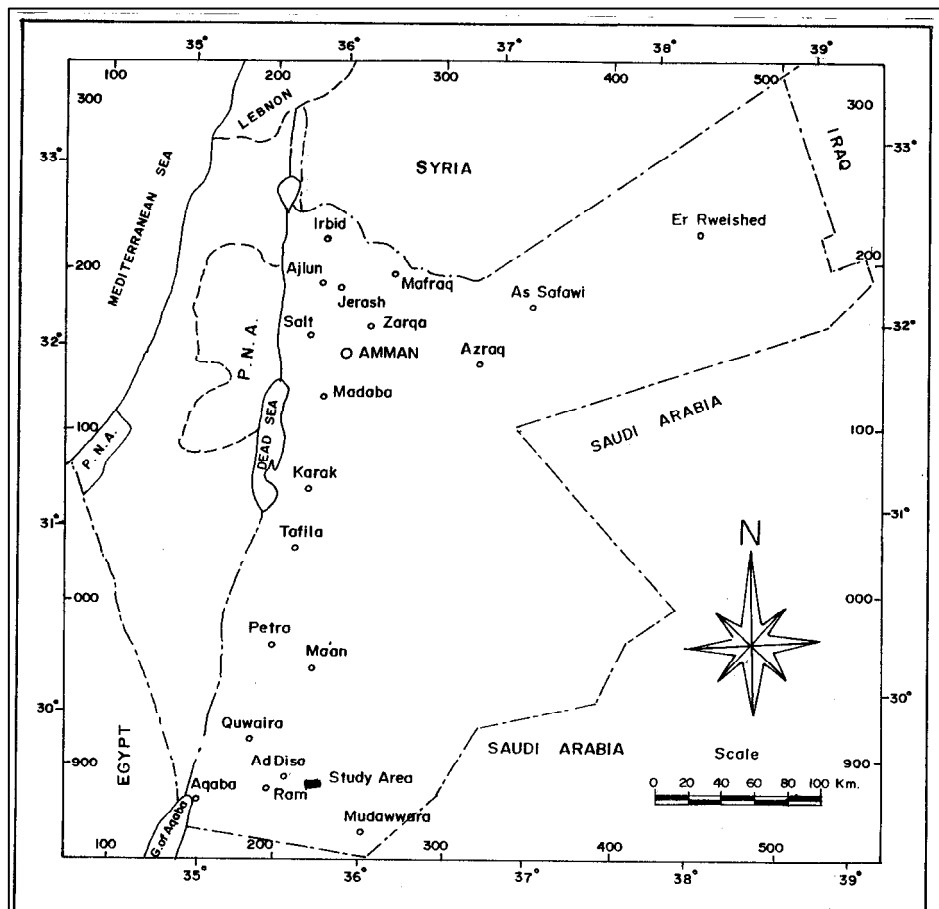 35° 36° 37° 38° 39°
100 200 300 400 500
300
300
LEBNON
33°
33°
SYRIA
IRAQ
MEDITERRANEAN SEA
Er Rweished
Irbid
200
200
Ajlun
Mafraq
Jerash
As Safawi
Salt
Zarqa
32°
32°
P.N.A.
AMMAN
Azraq
Madaba
SAUDI ARABIA
100
100
P.N.A.
DEAD SEA
Karak
31°
31°
Tafila
N
000
000
Petra
Ma'an
30°
30°
Quwaira
EGYPT
SAUDI ARABIA
Scale
Ad Disa
900
900
Aqaba
Study Area
0 20 40 60 80 100 Km.
Ram
G. of Aqaba
Mudawwara
100 200 300 400 500
35° 36° 37° 38° 39°